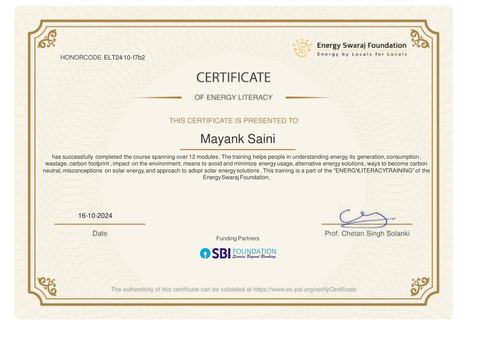 Energy Swaraj Foundation
Energy by Locals for Locals
HONORCODE ELT2410-f7b2
CERTIFICATE
OF ENERGY LITERACY
THIS CERTIFICATE IS PRESENTED TO
Mayank Saini
has successfully completed the course spanning over 12 modules . The training helps people in understanding energy, its generation, consumption ,
wastage, carbon footprint , impact on the environment, means to avoid and minimize energy usage, alternative energy solutions , ways to become carbon
neutral, misconceptions on solar energy, and approach to adopt solar energy solutions . This training is a part of the "ENERGYLITERACYTRAINING" of the
Energy Swaraj Foundation.
16-10-2024
Date
Funding Partners
SBI FOUNDATION
Service Beyond Banking
Prof. Chetan Singh Solanki
The authenticity of this certificate can be validated at https://www.es-pal.org/verifyCertificate